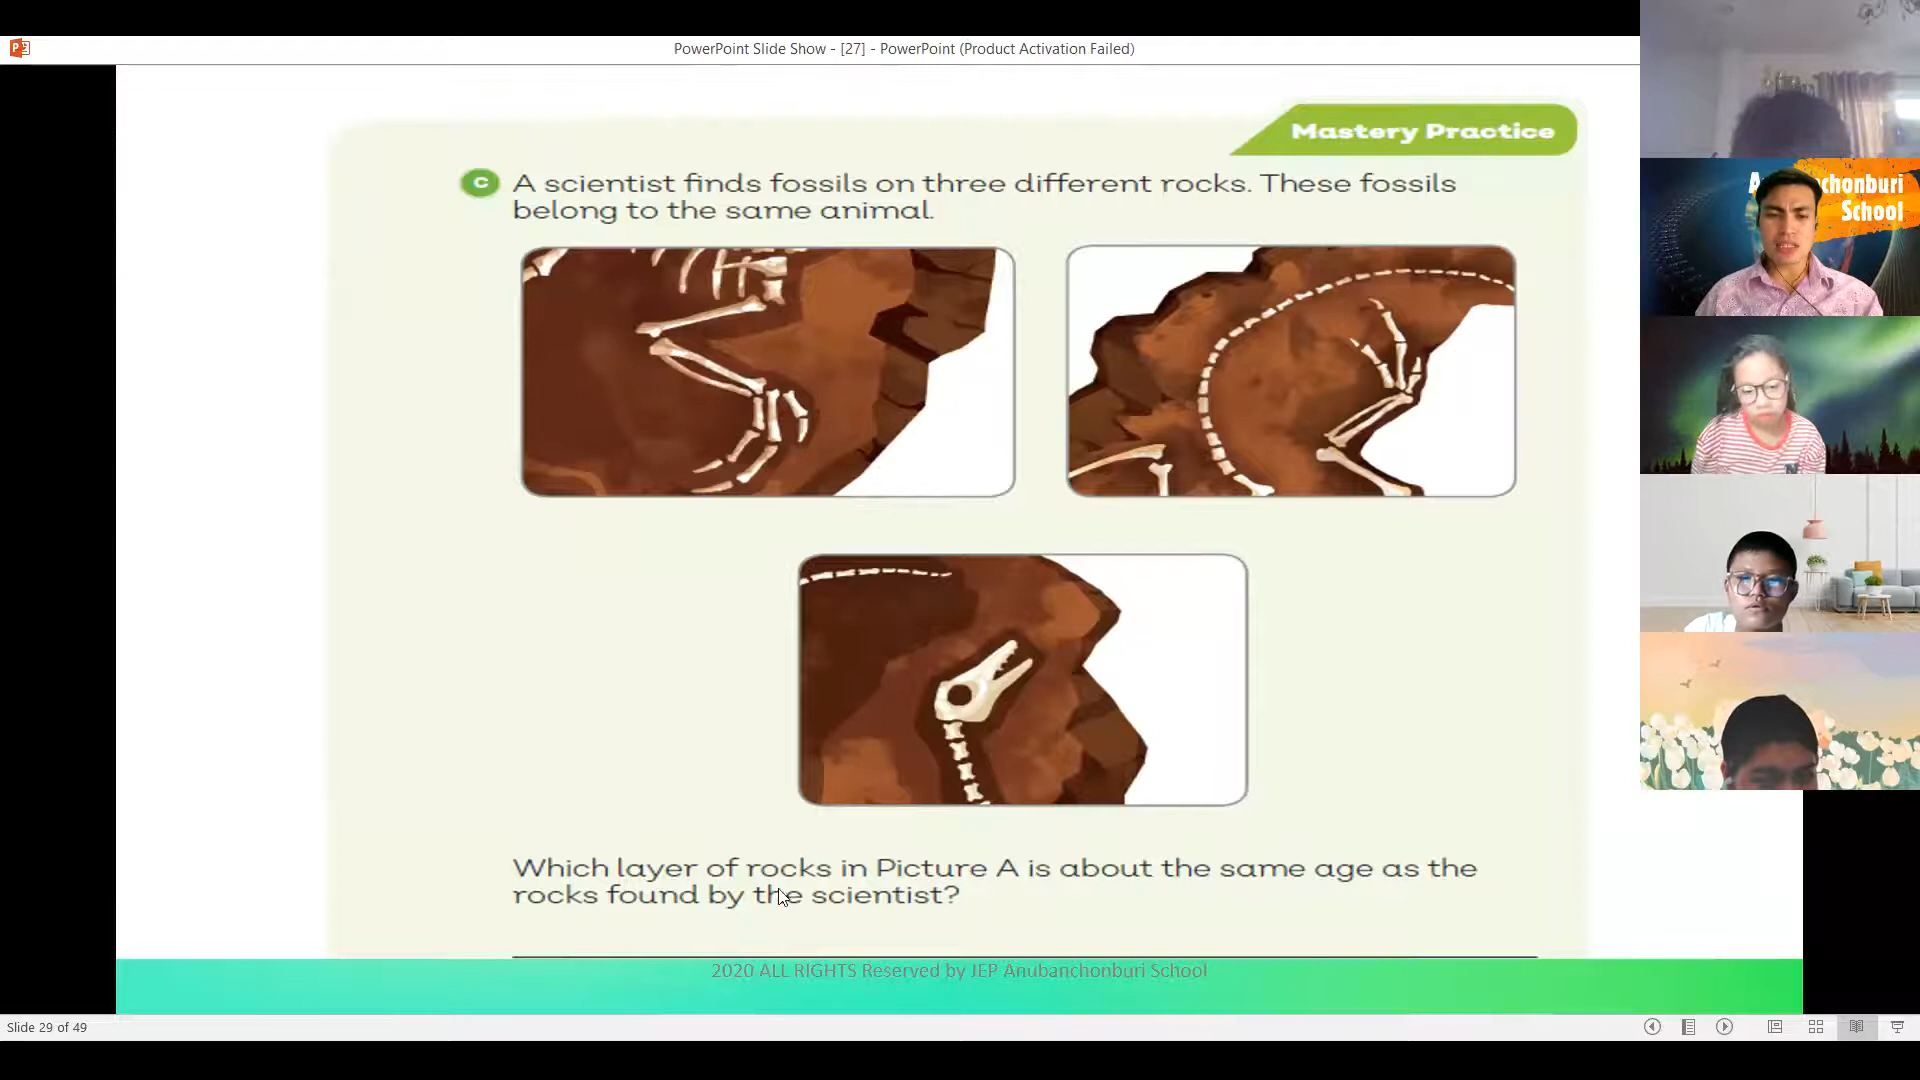 PowerPoint Slide Show - [27] - PowerPoint (Product Activation Failed)
Mastery Practice
C
A scientist finds fossils on three different rocks. These fossils
belong to the same animal.
Which layer of rocks in Picture A is about the same age as the
rocks found by the scientist?
2020 ALL RIGHTS Reserved by JEP Anubanchonburi School
Slide 29 of 49
chonburi
School